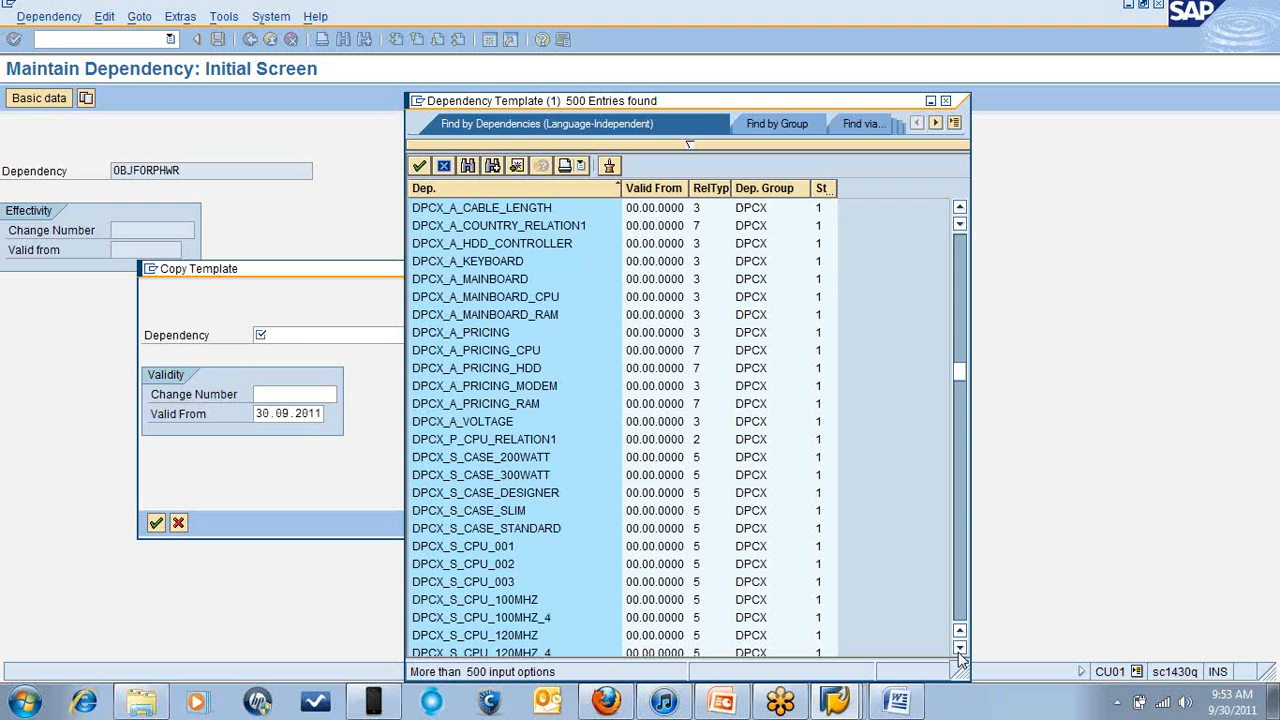 Dependency Edit Goto Extras Tools System Help
SAP
Maintain Dependency: Initial Screen
Basic data
Dependency OBJFORPHWR
Effectivity
Change Number
Valid from
Copy Template
Dependency
Validity
Change Number
Valid From 30.09.2011
Dependency Template (1) 500 Entries found
Find by Dependencies (Language-Independent) Find by Group Find via...
Dep. Valid From RelTyp Dep. Group St...
DPCX_A_CABLE_LENGTH 00.00.0000 3 DPCX 1
DPCX_A_COUNTRY_RELATION1 00.00.0000 7 DPCX 1
DPCX_A_HDD_CONTROLLER 00.00.0000 3 DPCX 1
DPCX_A_KEYBOARD 00.00.0000 3 DPCX 1
DPCX_A_MAINBOARD 00.00.0000 3 DPCX 1
DPCX_A_MAINBOARD_CPU 00.00.0000 3 DPCX 1
DPCX_A_MAINBOARD_RAM 00.00.0000 3 DPCX 1
DPCX_A_PRICING 00.00.0000 3 DPCX 1
DPCX_A_PRICING_CPU 00.00.0000 7 DPCX 1
DPCX_A_PRICING_HDD 00.00.0000 7 DPCX 1
DPCX_A_PRICING_MODEM 00.00.0000 3 DPCX 1
DPCX_A_PRICING_RAM 00.00.0000 7 DPCX 1
DPCX_A_VOLTAGE 00.00.0000 3 DPCX 1
DPCX_P_CPU_RELATION1 00.00.0000 2 DPCX 1
DPCX_S_CASE_200WATT 00.00.0000 5 DPCX 1
DPCX_S_CASE_300WATT 00.00.0000 5 DPCX 1
DPCX_S_CASE_DESIGNER 00.00.0000 5 DPCX 1
DPCX_S_CASE_SLIM 00.00.0000 5 DPCX 1
DPCX_S_CASE_STANDARD 00.00.0000 5 DPCX 1
DPCX_S_CPU_001 00.00.0000 5 DPCX 1
DPCX_S_CPU_002 00.00.0000 5 DPCX 1
DPCX_S_CPU_003 00.00.0000 5 DPCX 1
DPCX_S_CPU_100MHZ 00.00.0000 5 DPCX 1
DPCX_S_CPU_100MHZ_4 00.00.0000 5 DPCX 1
DPCX_S_CPU_120MHZ 00.00.0000 5 DPCX 1
DPCX_S_CPU_120MHZ_4 00.00.0000 5 DPCX 1
More than 500 input options
CU01 sc1430q INS
9:53 AM
9/30/2011